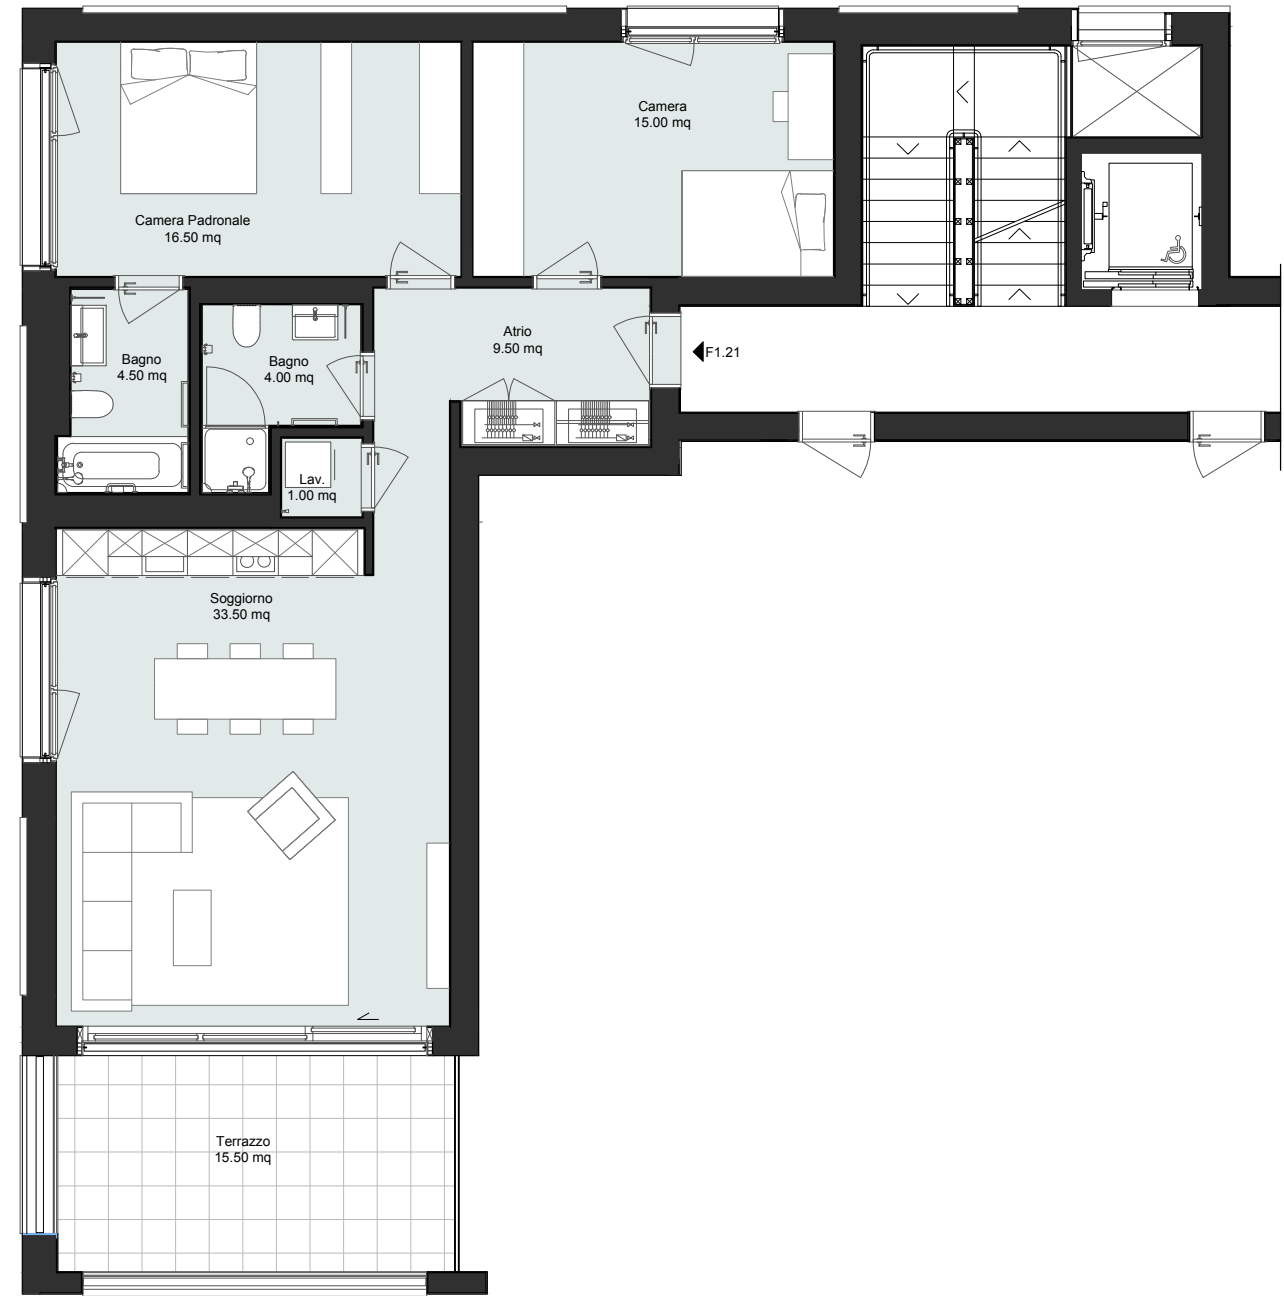 Camera
15.00 mq
Camera Padronale
16.50 mq
Atrio
9.50 mq
F1.21
Bagno
4.50 mq
Bagno
4.00 mq
Lav.
1.00 mq
Soggiorno
33.50 mq
Terrazzo
15.50 mq